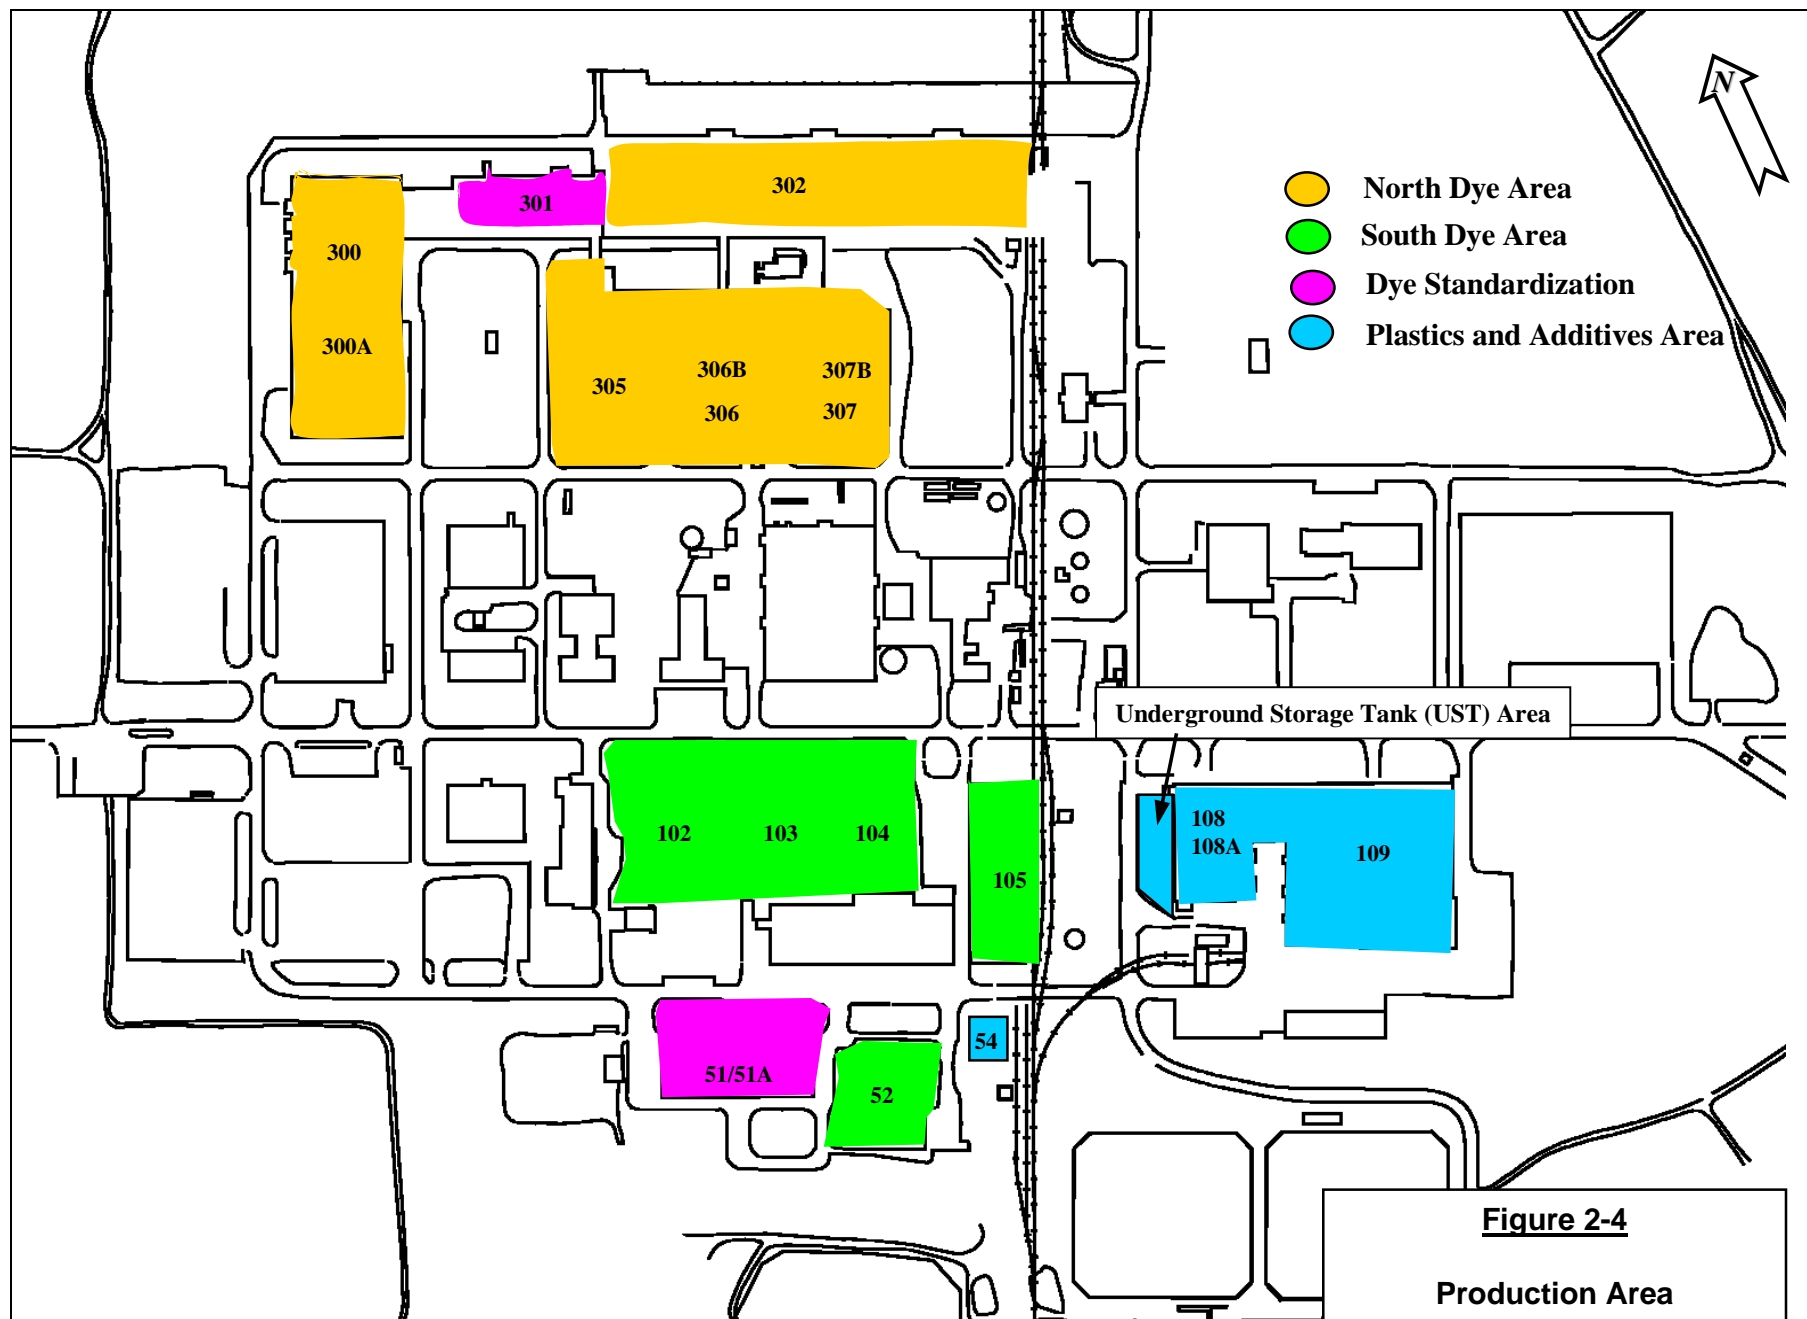 N
302
301
North Dye Area
South Dye Area
Dye Standardization
Plastics and Additives Area
300
300A
305
306B
306
307B
307
Underground Storage Tank (UST) Area
102
103
104
105
108
108A
109
54
51/51A
52
Figure 2-4
Production Area